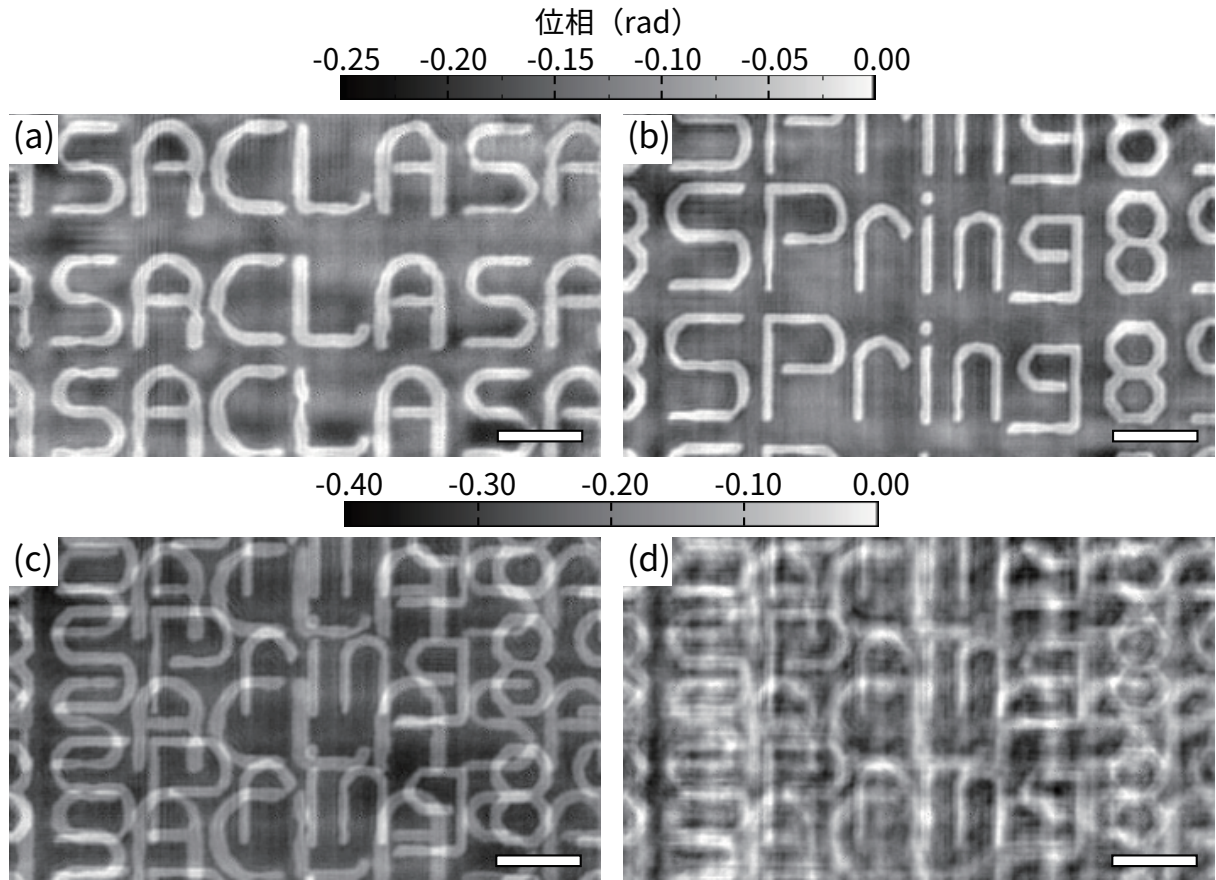 位相（rad）
-0.25 -0.20 -0.15 -0.10 -0.05 0.00
(a)
SACLASA
SACLASA
SACLASA
(b)
SPring8
SPring8
SPring8
-0.40 -0.30 -0.20 -0.10 0.00
(c)
(d)